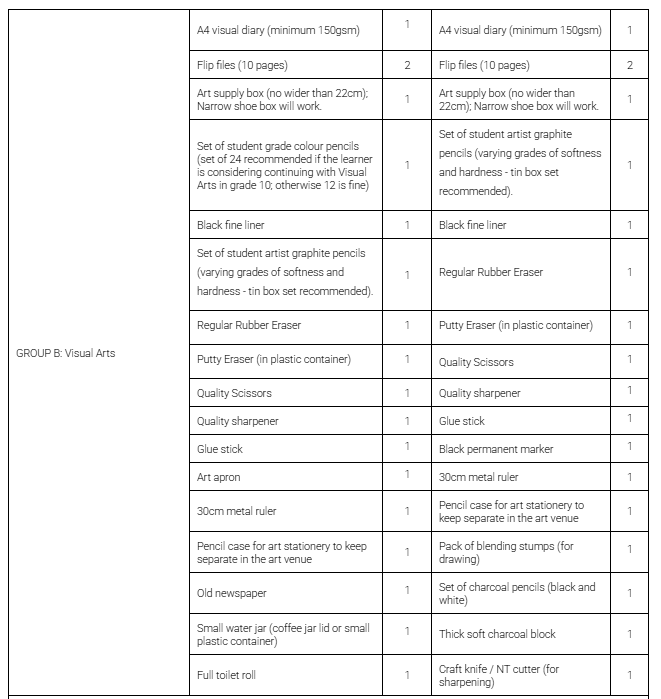 A4 visual diary (minimum 150gsm) 1 A4 visual diary (minimum 150gsm) 1
Flip files (10 pages) 2 Flip files (10 pages) 2
Art supply box (no wider than 22cm); 1 Art supply box (no wider than 1
Narrow shoe box will work. 22cm); Narrow shoe box will work.
Set of student grade colour pencils
(set of 24 recommended if the learner
is considering continuing with Visual
Arts in grade 10; otherwise 12 is fine)
1
Set of student artist graphite
pencils (varying grades of softness
and hardness - tin box set
recommended).
1
Black fine liner 1 Black fine liner 1
Set of student artist graphite pencils
(varying grades of softness and
hardness - tin box set recommended).
1
Regular Rubber Eraser 1
Regular Rubber Eraser 1 Putty Eraser (in plastic container) 1
GROUP B: Visual Arts
Putty Eraser (in plastic container) 1 Quality Scissors 1
Quality Scissors 1 Quality sharpener 1
Quality sharpener 1 Glue stick 1
Glue stick 1 Black permanent marker 1
Art apron 1 30cm metal ruler 1
30cm metal ruler 1 Pencil case for art stationery to 1
keep separate in the art venue
Pencil case for art stationery to keep 1 Pack of blending stumps (for 1
separate in the art venue drawing)
Old newspaper 1 Set of charcoal pencils (black and 1
white)
Small water jar (coffee jar lid or small 1 Thick soft charcoal block 1
plastic container)
Full toilet roll 1 Craft knife / NT cutter (for 1
sharpening)